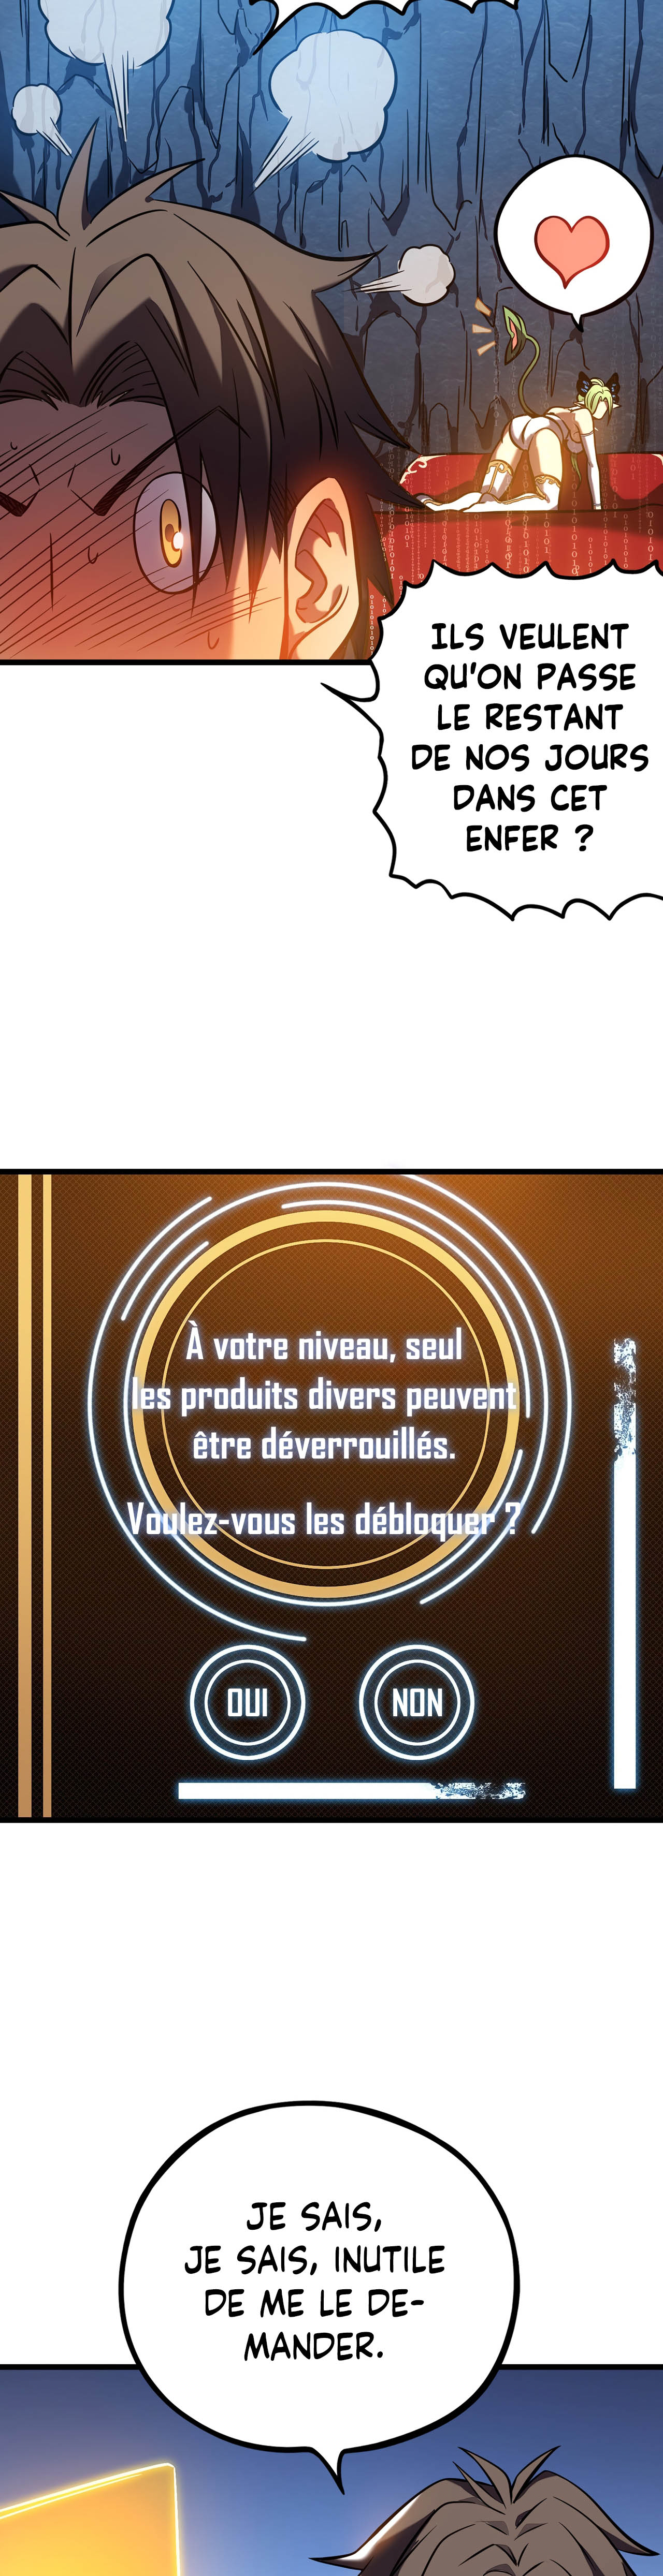 ILS VEULENT
QU'ON PASSE
LE RESTANT
DE NOS JOURS
DANS CET
ENFER ?
À votre niveau, seul
les produits divers peuvent
être déverrouillés.
Voulez-vous les débloquer ?
OUI NON
JE SAIS,
JE SAIS, INUTILE
DE ME LE DE-
MANDER.